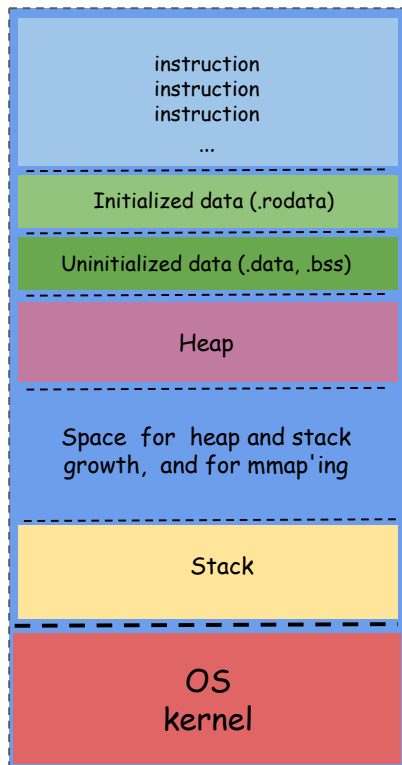 instruction
instruction
instruction
...
Initialized data (.rodata)
Uninitialized data (.data, .bss)
Heap
Space for heap and stack
growth, and for mmap'ing
Stack
OS
kernel